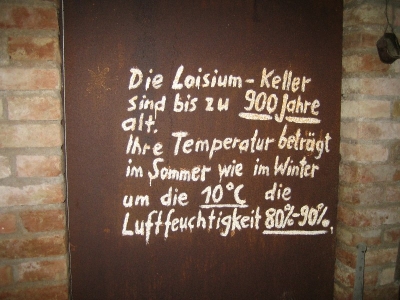 Die Loisium-Keller
sind bis zu 900 Jahre
alt.
Ihre Temperatur beträgt
im Sommer wie im Winter
um die 10°C die
Luftfeuchtigkeit 80%-90%.